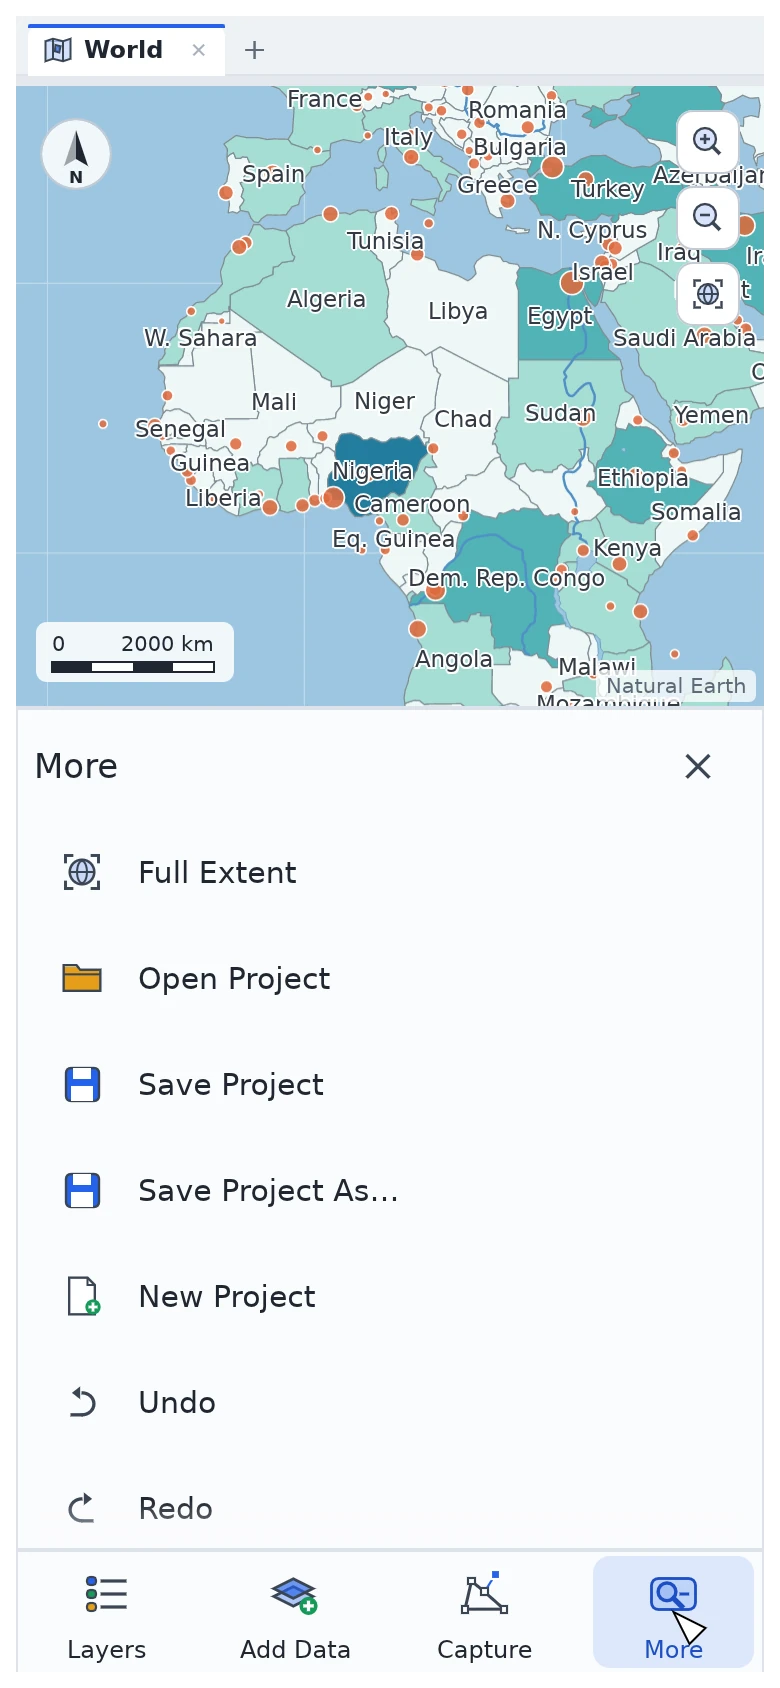 World
France
Romania
Italy
Bulgaria
N
Spain
Greece
Turkey
Tunisia
N. Cyprus
Algeria
Israel
Libya
Egypt
W. Sahara
Saudi Arabia
Mali
Niger
Chad
Sudan
Yemen
Senegal
Guinea
Nigeria
Ethiopia
Liberia
Cameroon
Somalia
Eq. Guinea
Kenya
Dem. Rep. Congo
0 2000 km
Angola
Malawi
Natural Earth
More
Full Extent
Open Project
Save Project
Save Project As...
New Project
Undo
Redo
Layers
Add Data
Capture
More